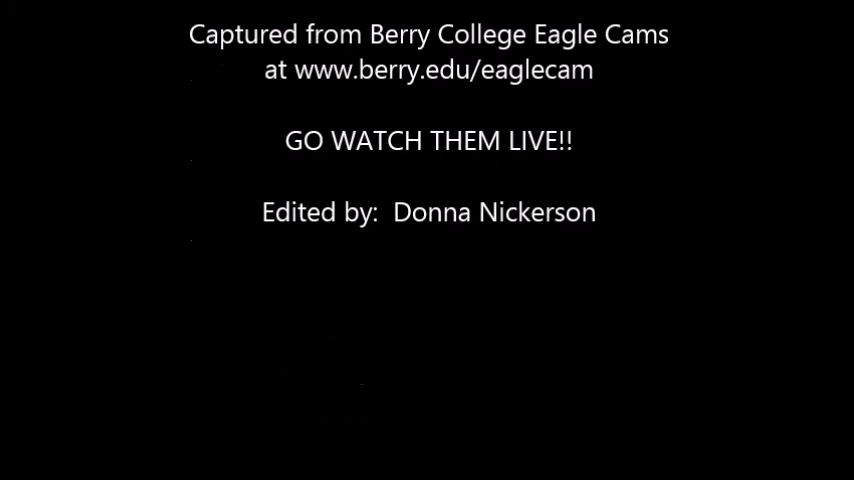 Captured from Berry College Eagle Cams
at www.berry.edu/eaglecam
GO WATCH THEM LIVE!!
Edited by:  Donna Nickerson